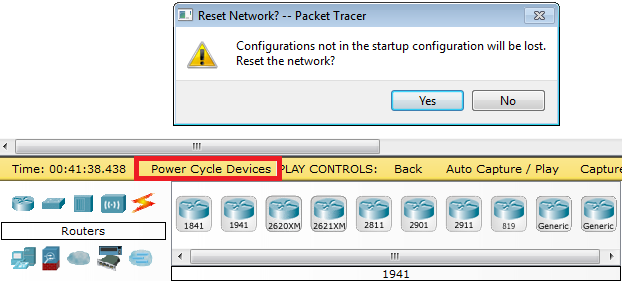 Reset Network? -- Packet Tracer
Configurations not in the startup configuration will be lost.
Reset the network?
Yes No
Time: 00:41:38.438 Power Cycle Devices PLAY CONTROLS: Back Auto Capture / Play Capture
Routers
1841 1941 2620XM 2621XM 2811 2901 2911 819 Generic Generic
1941